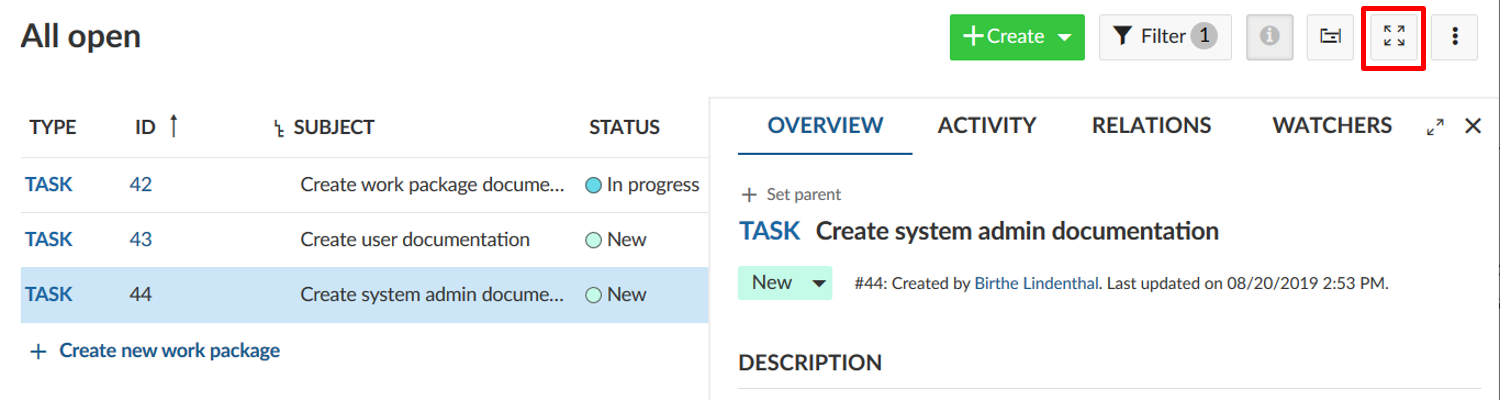 All open
Create
Filter 1
TYPE ID SUBJECT STATUS
TASK 42 Create work package docume... In progress
TASK 43 Create user documentation New
TASK 44 Create system admin docume... New
Create new work package
OVERVIEW ACTIVITY RELATIONS WATCHERS
Set parent
TASK Create system admin documentation
New #44: Created by Birthe Lindenthal. Last updated on 08/20/2019 2:53 PM.
DESCRIPTION